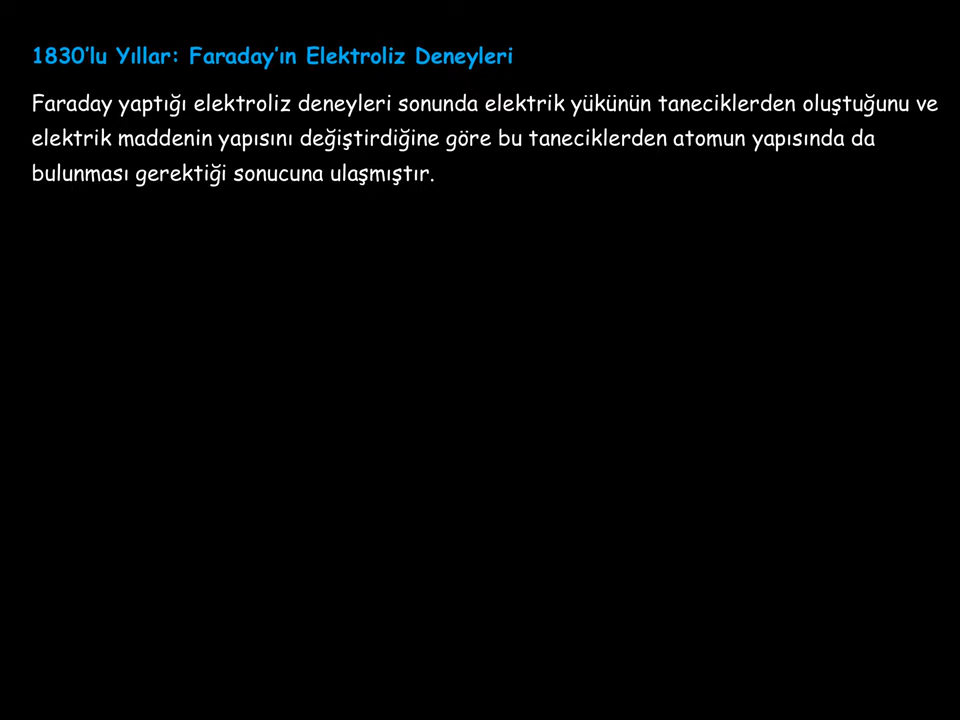 1830’lu Yıllar: Faraday’ın Elektroliz Deneyleri
Faraday yaptığı elektroliz deneyleri sonunda elektrik yükünün taneciklerden oluştuğunu ve
elektrik maddenin yapısını değiştirdiğine göre bu taneciklerden atomun yapısında da
bulunması gerektiği sonucuna ulaşmıştır.